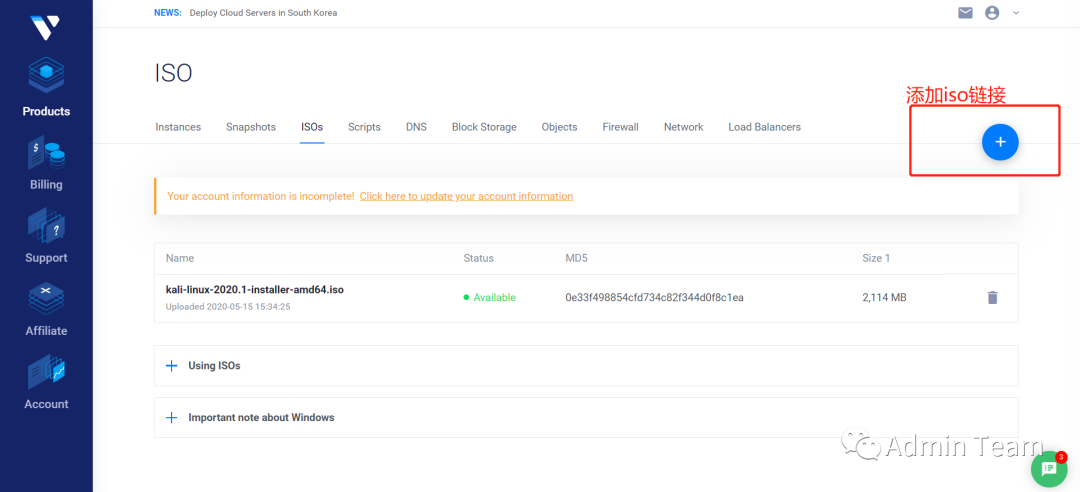 NEWS: Deploy Cloud Servers in South Korea
ISO
添加iso链接
Products
Instances Snapshots ISOs Scripts DNS Block Storage Objects Firewall Network Load Balancers
+
$
Billing
Your account information is incomplete! Click here to update your account information
?
Support
Name Status MD5 Size 1
kali-linux-2020.1-installer-amd64.iso
Uploaded 2020-05-15 15:34:25
Available 0e33f498854cfd734c82f344d0f8c1ea 2,114 MB
Affiliate
+ Using ISOs
Account
+ Important note about Windows
Admin Team
3